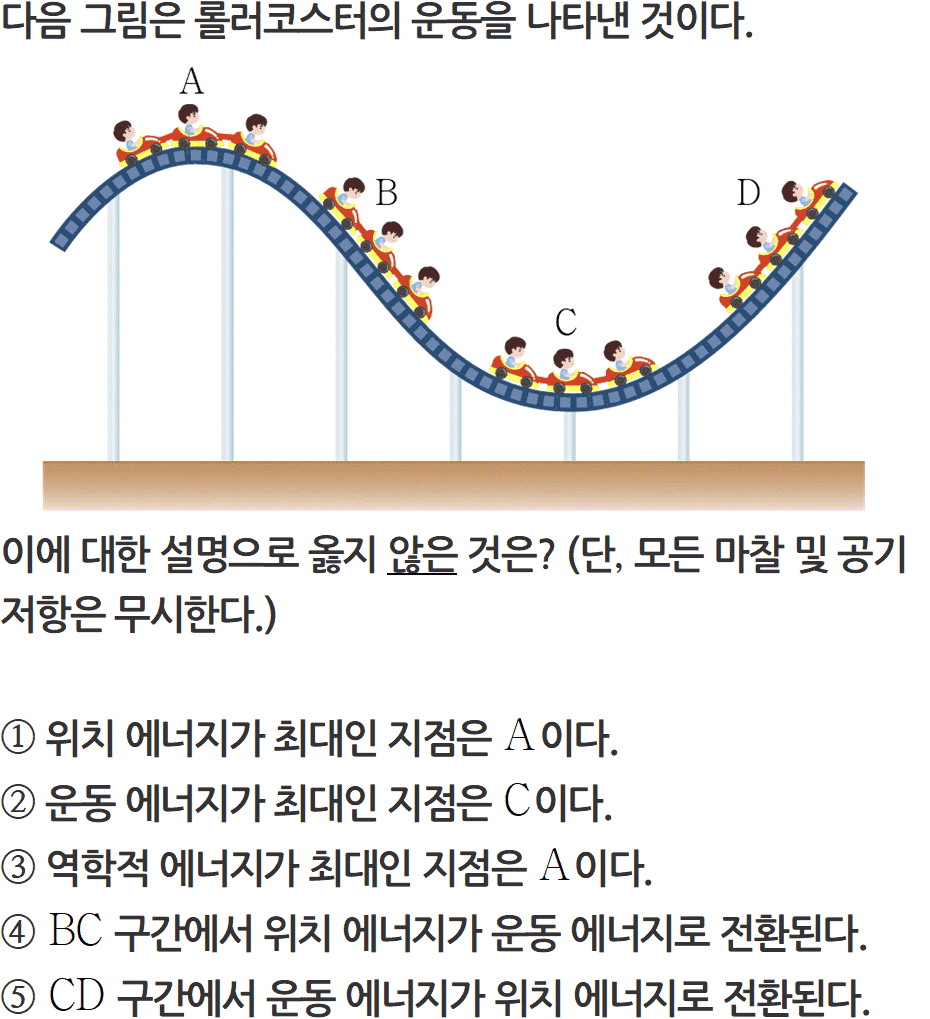 다음 그림은 롤러코스터의 운동을 나타낸 것이다.
A
B
D
C
이에 대한 설명으로 옳지 않은 것은? (단, 모든 마찰 및 공기
저항은 무시한다.)
① 위치 에너지가 최대인 지점은 A이다.
② 운동 에너지가 최대인 지점은 C이다.
③ 역학적 에너지가 최대인 지점은 A이다.
④ BC 구간에서 위치 에너지가 운동 에너지로 전환된다.
⑤ CD 구간에서 운동 에너지가 위치 에너지로 전환된다.